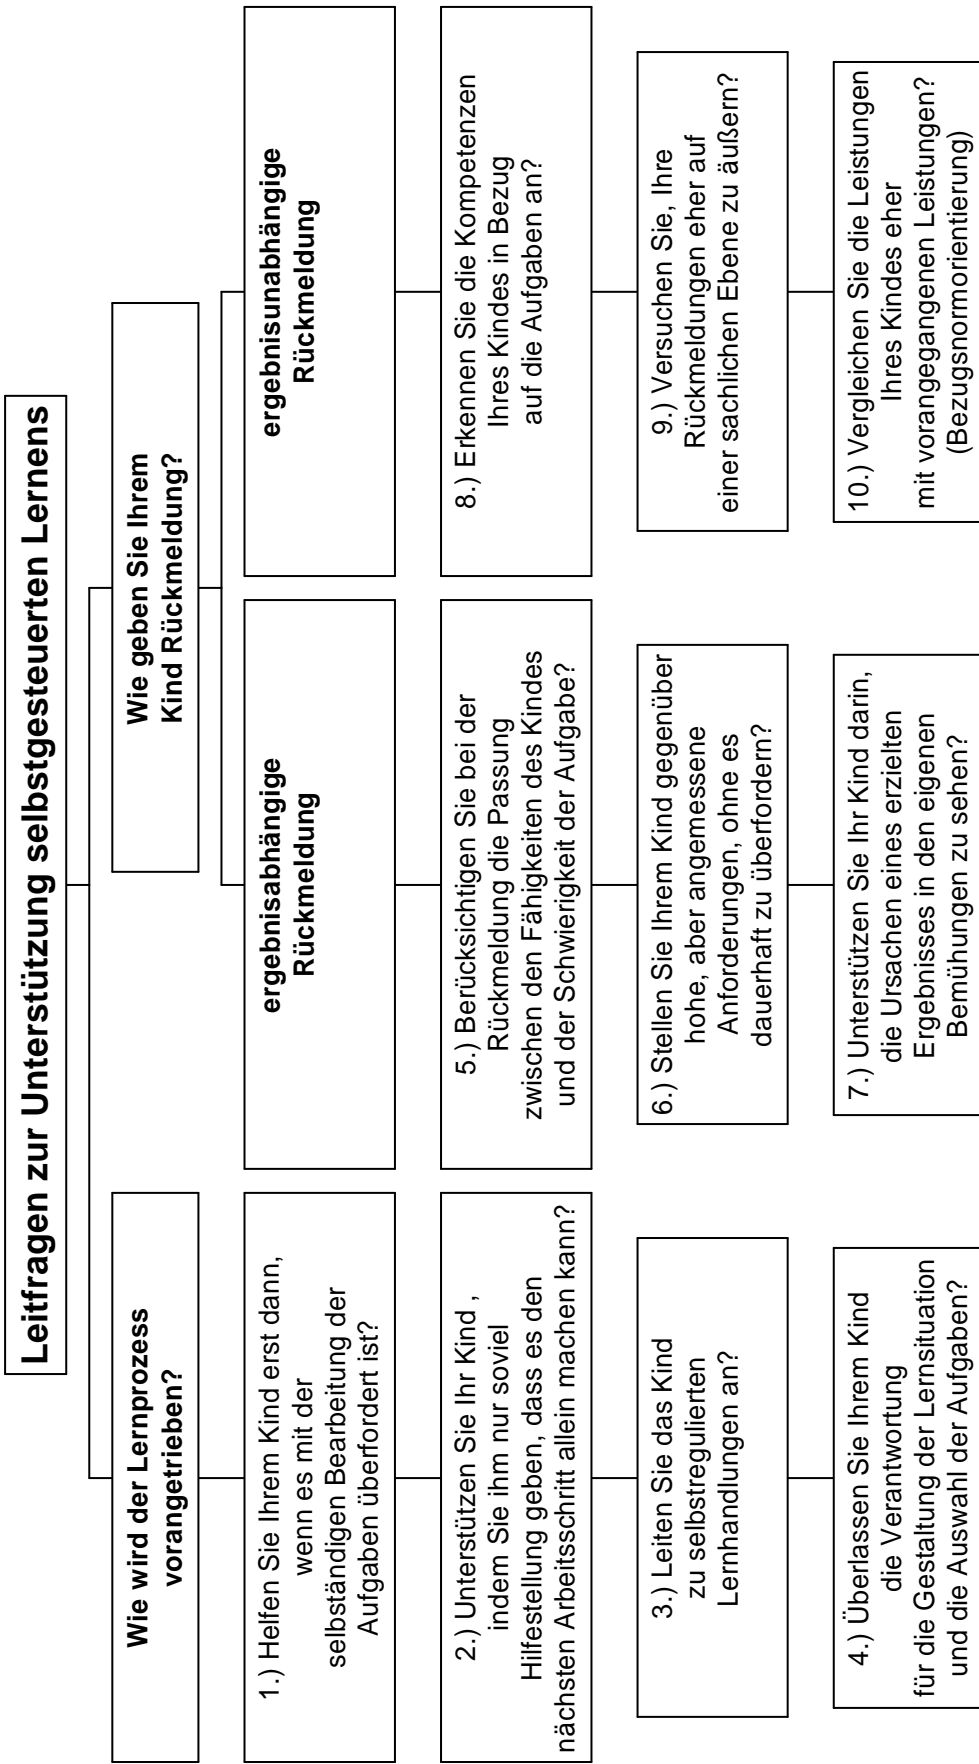 Leitfragen zur Unterstützung selbstgesteuerten Lernens
Wie wird der Lernprozess
vorangetrieben?
1.) Helfen Sie Ihrem Kind erst dann,
wenn es mit der
selbständigen Bearbeitung der
Aufgaben überfordert ist?
2.) Unterstützen Sie Ihr Kind ,
indem Sie ihm nur soviel
Hilfestellung geben, dass es den
nächsten Arbeitsschritt allein machen kann?
3.) Leiten Sie das Kind
zu selbstregulierten
Lernhandlungen an?
4.) Überlassen Sie Ihrem Kind
die Verantwortung
für die Gestaltung der Lernsituation
und die Auswahl der Aufgaben?
Wie geben Sie Ihrem
Kind Rückmeldung?
ergebnisabhängige
Rückmeldung
5.) Berücksichtigen Sie bei der
Rückmeldung die Passung
zwischen den Fähigkeiten des Kindes
und der Schwierigkeit der Aufgabe?
6.) Stellen Sie Ihrem Kind gegenüber
hohe, aber angemessene
Anforderungen, ohne es
dauerhaft zu überfordern?
7.) Unterstützen Sie Ihr Kind darin,
die Ursachen eines erzielten
Ergebnisses in den eigenen
Bemühungen zu sehen?
ergebnisunabhängige
Rückmeldung
8.) Erkennen Sie die Kompetenzen
Ihres Kindes in Bezug
auf die Aufgaben an?
9.) Versuchen Sie, Ihre
Rückmeldungen eher auf
einer sachlichen Ebene zu äußern?
10.) Vergleichen Sie die Leistungen
Ihres Kindes eher
mit vorangegangenen Leistungen?
(Bezugsnormorientierung)